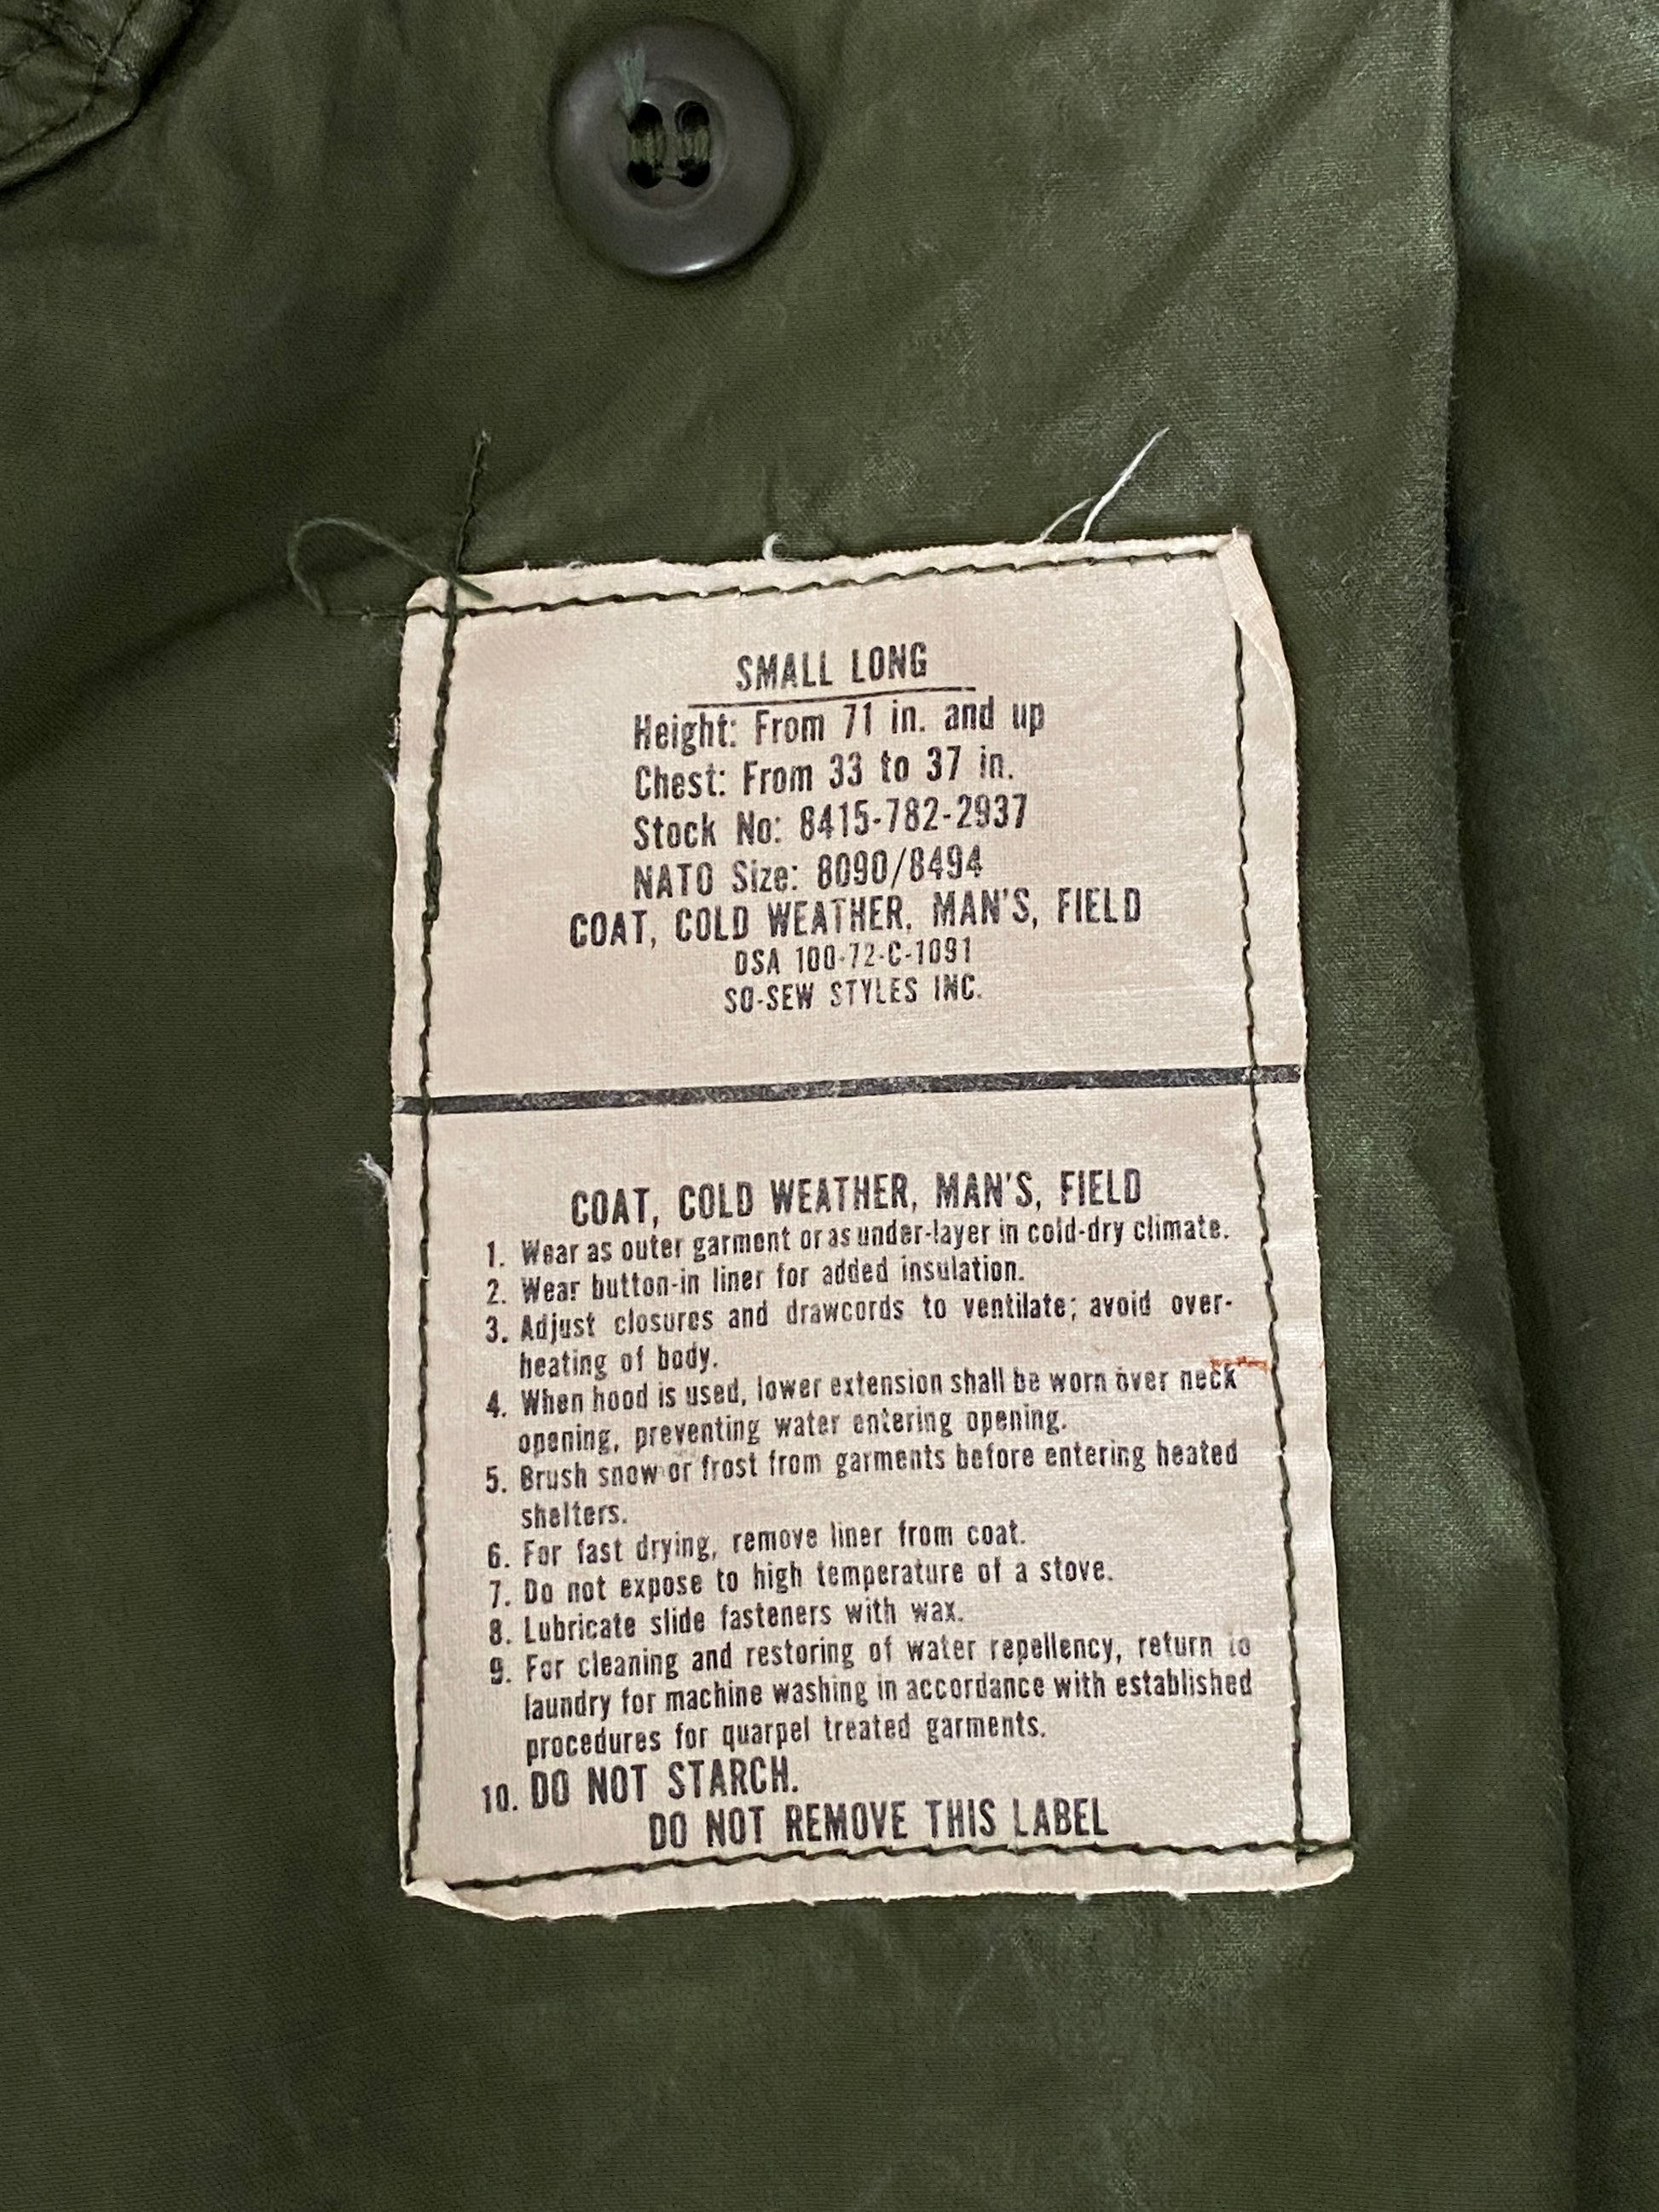 SMALL LONG
Height: From 71 in. and up
Chest: From 33 to 37 in.
Stock No: 8415-782-2937
NATO Size: 8090/8494
COAT, COLD WEATHER, MAN'S, FIELD
DSA 100-72-C-1091
SO-SEW STYLES INC.
COAT, COLD WEATHER, MAN'S, FIELD
1. Wear as outer garment or as under-layer in cold-dry climate.
2. Wear button-in liner for added insulation.
3. Adjust closures and drawcords to ventilate; avoid over-
heating of body.
4. When hood is used, lower extension shall be worn over neck
opening, preventing water entering opening.
5. Brush snow or frost from garments before entering heated
shelters.
6. For fast drying, remove liner from coat.
7. Do not expose to high temperature of a stove.
8. Lubricate slide fasteners with wax.
9. For cleaning and restoring of water repellency, return to
laundry for machine washing in accordance with established
procedures for quarpel treated garments.
10. DO NOT STARCH.
DO NOT REMOVE THIS LABEL